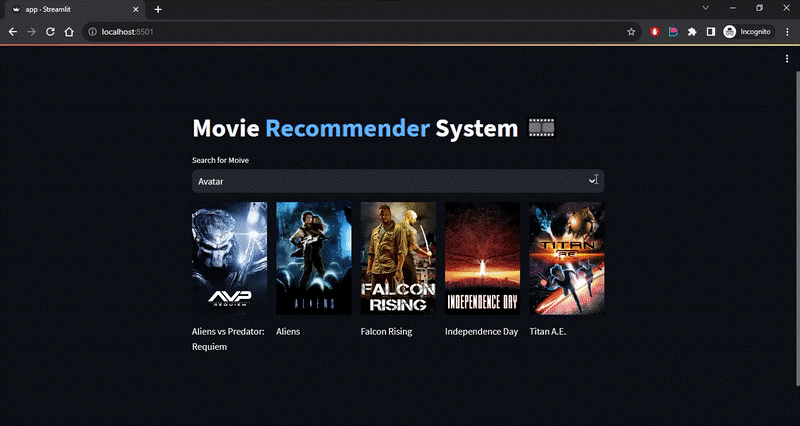 app · Streamlit
localhost:8501
Incognito
Movie Recommender System
Search for Moive
Avatar
AVP
REQUIEM
ALIENS
FALCON
RISING
INDEPENDENCE DAY
TITAN
A.E.
Aliens vs Predator:
Requiem
Aliens
Falcon Rising
Independence Day
Titan A.E.